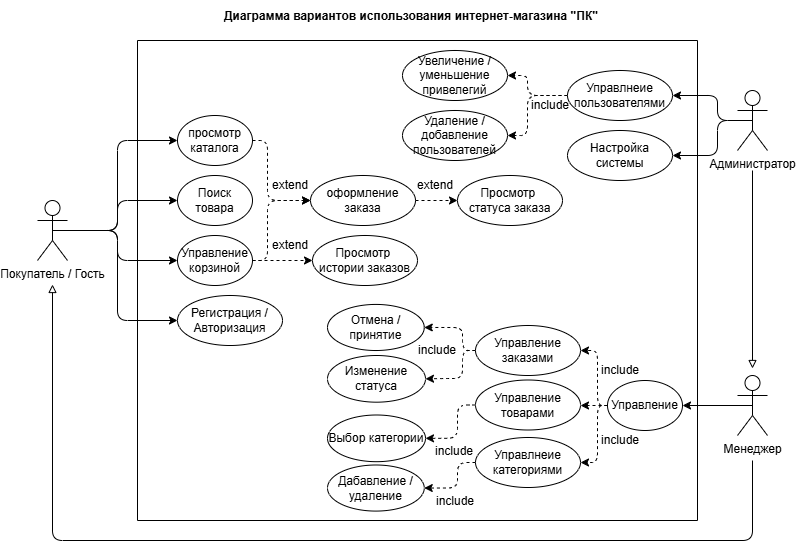 Диаграмма вариантов использования интернет-магазина "ПК"
Увеличение /
уменьшение
привелегий
include
Управлнеие
пользователями
Удаление /
добавление
пользователей
Настройка
системы
Администратор
просмотр
каталога
extend
Поиск
товара
оформление
заказа
extend
Просмотр
статуса заказа
extend
Управление
корзиной
Просмотр
истории заказов
Покупатель / Гость
Регистрация /
Авторизация
Отмена /
принятие
include
Управление
заказами
include
Изменение
статуса
Управление
товарами
Управление
Выбор категории
include
include
Управлнеие
категориями
Менеджер
Дабавление /
удаление
include